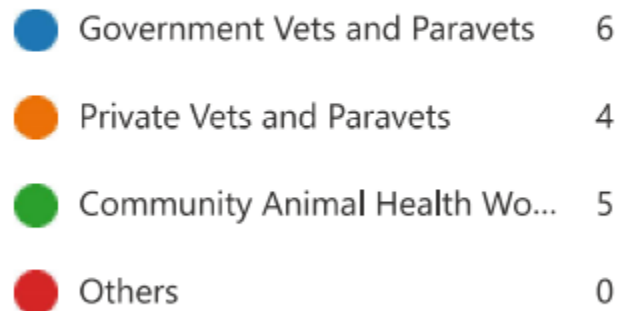 Government Vets and Paravets 6
Private Vets and Paravets 4
Community Animal Health Wo... 5
Others 0